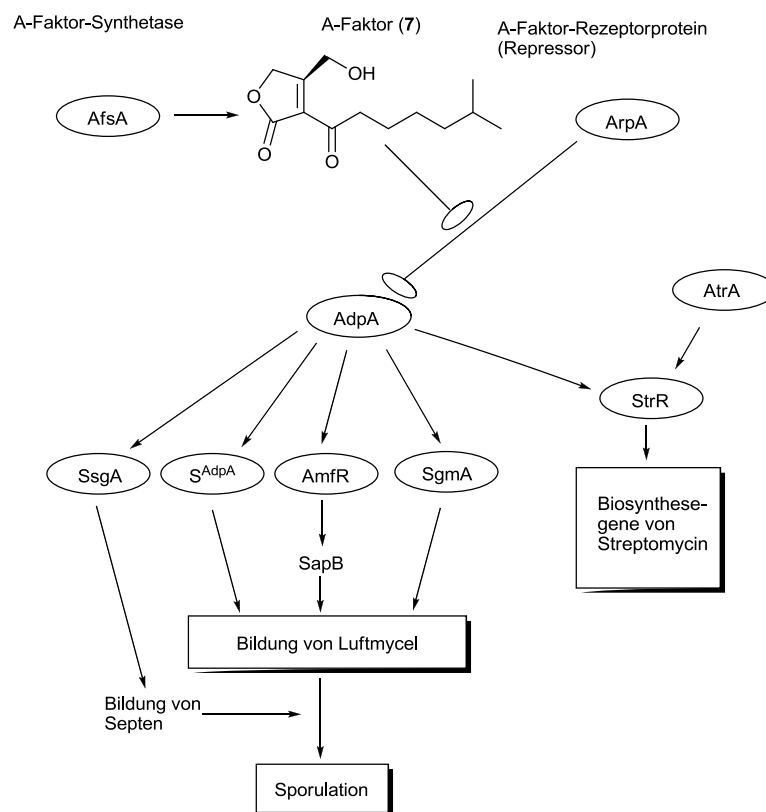 A-Faktor-Synthetase
A-Faktor (7)
A-Faktor-Rezeptorprotein
(Repressor)
OH
O
O
O
AfsA
ArpA
AtrA
AdpA
StrR
SsgA
S^AdpA
AmfR
SgmA
SapB
Biosynthese-
gene von
Streptomycin
Bildung von Luftmycel
Bildung von
Septen
Sporulation